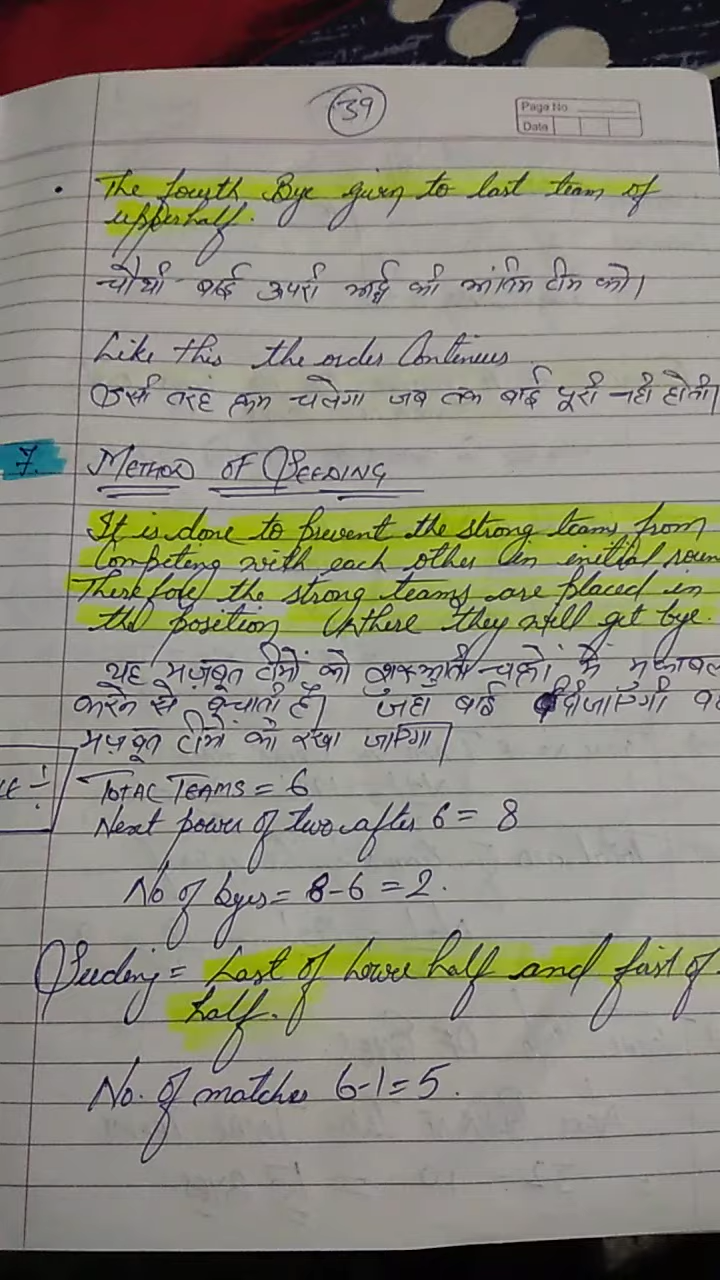 39
Page No
Date
• The fourth Bye given to last team of
upperhalf.
चौथी बाई ऊपरी आर्द्ध की अंतिम टीम को।
Like this the order Continues
इसी तरह क्रम चलेगा जब तक बाई पूरी नही होती।
7. METHOD OF SEEDING
It is done to prevent the strong teams from
Competing with each other in initial roun
Therefore the strong teams are placed in
the position Where they will get bye.
यह मज़बूत टीमों को शुरूआती चक्रो में मुकाबल
करने से बचाती है। जहां बाई दी जाएगी व
मज़बूत टीमों को रखा जाएगा।
TOTAL TEAMS = 6
Next power of two after 6 = 8
No of byes = 8-6 = 2.
Seeding = Last of Lower half and first of
half.
No. of matches 6-1=5.